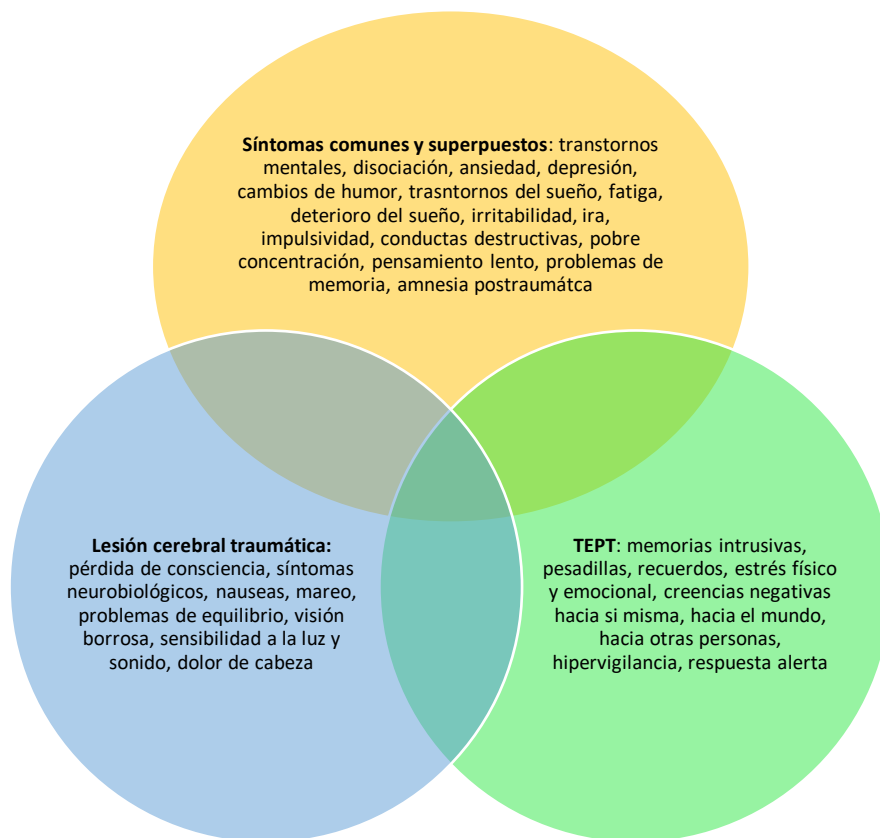 Síntomas comunes y superpuestos: transtornos
mentales, disociación, ansiedad, depresión,
cambios de humor, trasntornos del sueño, fatiga,
deterioro del sueño, irritabilidad, ira,
impulsividad, conductas destructivas, pobre
concentración, pensamiento lento, problemas de
memoria, amnesia postraumátca
Lesión cerebral traumática:
pérdida de consciencia, síntomas
neurobiológicos, nauseas, mareo,
problemas de equilibrio, visión
borrosa, sensibilidad a la luz y
sonido, dolor de cabeza
TEPT: memorias intrusivas,
pesadillas, recuerdos, estrés físico
y emocional, creencias negativas
hacia si misma, hacia el mundo,
hacia otras personas,
hipervigilancia, respuesta alerta